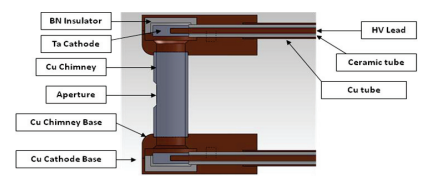 BN Insulator
Ta Cathode
Cu Chimney
Aperture
Cu Chimney Base
Cu Cathode Base
HV Lead
Ceramic tube
Cu tube